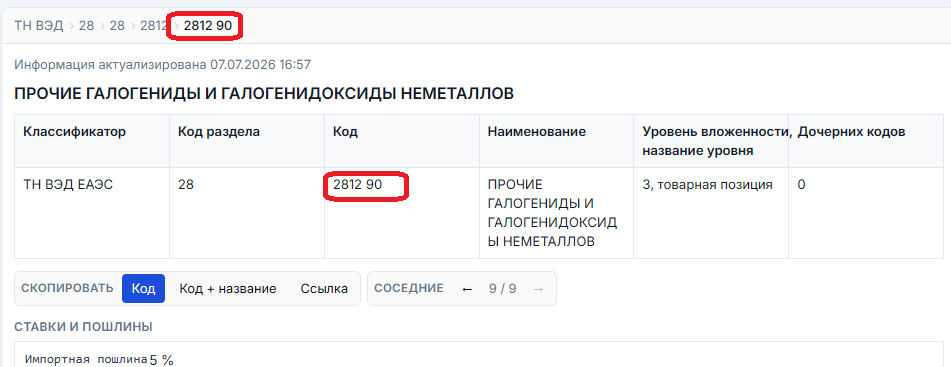 ТН ВЭД › 28 › 28 › 2812 › 2812 90
Информация актуализирована 07.07.2026 16:57
ПРОЧИЕ ГАЛОГЕНИДЫ И ГАЛОГЕНИДОКСИДЫ НЕМЕТАЛЛОВ
Классификатор Код раздела Код Наименование Уровень вложенности, Дочерних кодов
название уровня
ТН ВЭД ЕАЭС 28 2812 90 ПРОЧИЕ 3, товарная позиция 0
ГАЛОГЕНИДЫ И
ГАЛОГЕНИДОКСИД
Ы НЕМЕТАЛЛОВ
СКОПИРОВАТЬ Код Код + название Ссылка СОСЕДНИЕ ← 9 / 9 →
СТАВКИ И ПОШЛИНЫ
Импортная пошлина 5 %